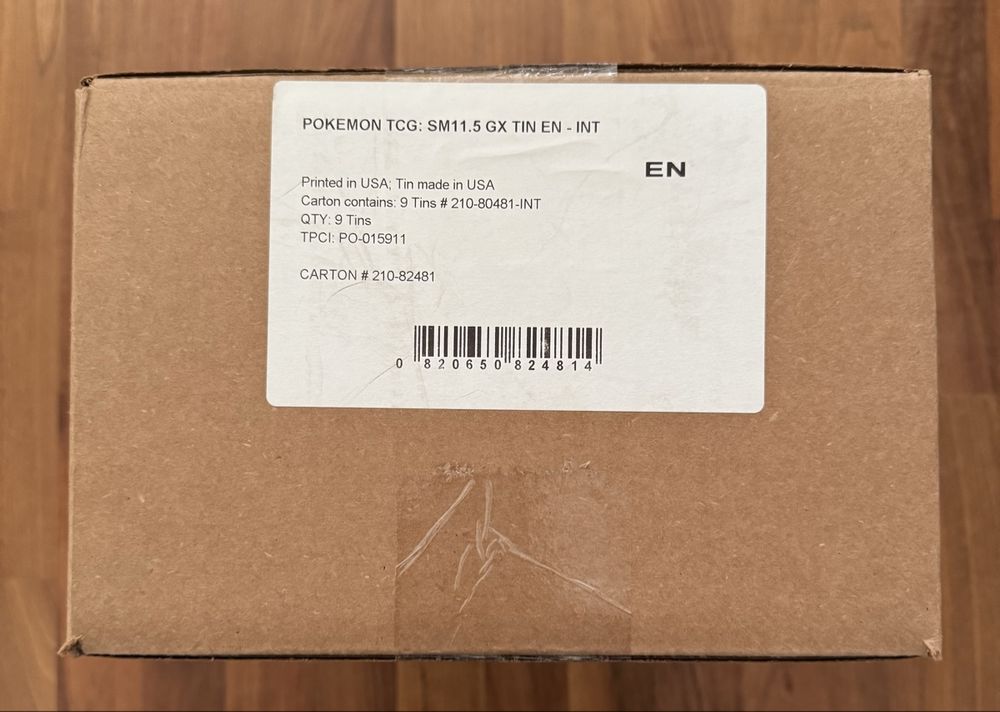 POKEMON TCG: SM11.5 GX TIN EN - INT
EN
Printed in USA; Tin made in USA
Carton contains: 9 Tins # 210-80481-INT
QTY: 9 Tins
TPCI: PO-015911
CARTON # 210-82481
0 820650 824814